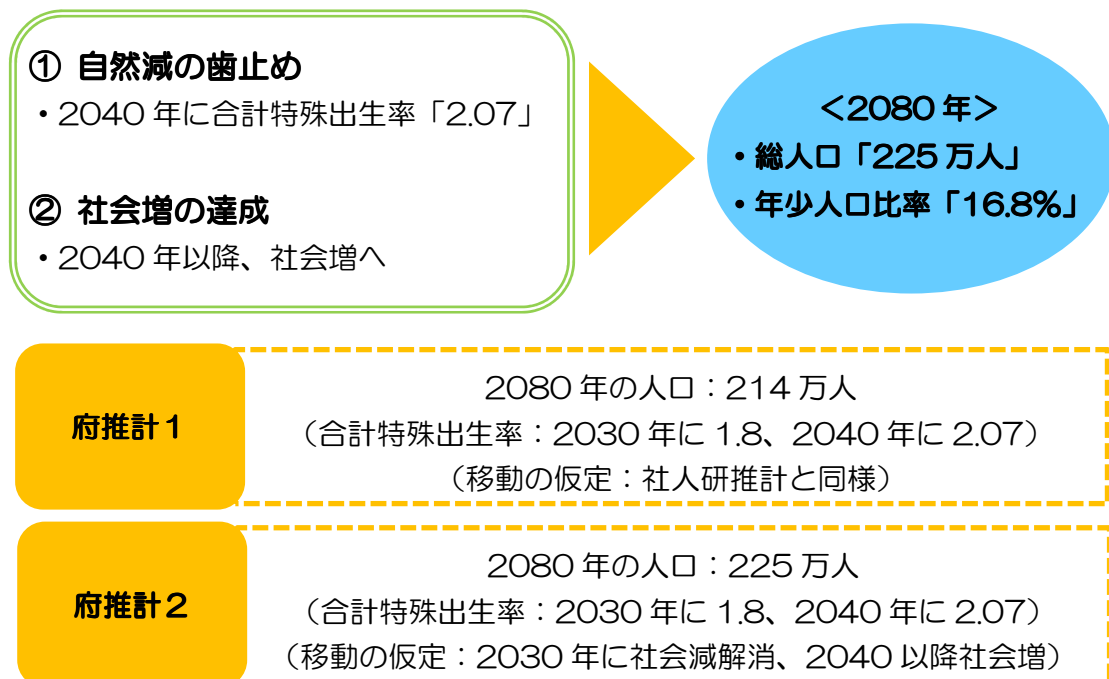 ① 自然減の歯止め
・2040 年に合計特殊出生率「2.07」
② 社会増の達成
・2040 年以降、社会増へ
＜2080 年＞
・総人口「225 万人」
・年少人口比率「16.8%」
府推計１
2080 年の人口：214 万人
（合計特殊出生率：2030 年に 1.8、2040 年に 2.07）
（移動の仮定：社人研推計と同様）
府推計２
2080 年の人口：225 万人
（合計特殊出生率：2030 年に 1.8、2040 年に 2.07）
（移動の仮定：2030 年に社会減解消、2040 以降社会増）